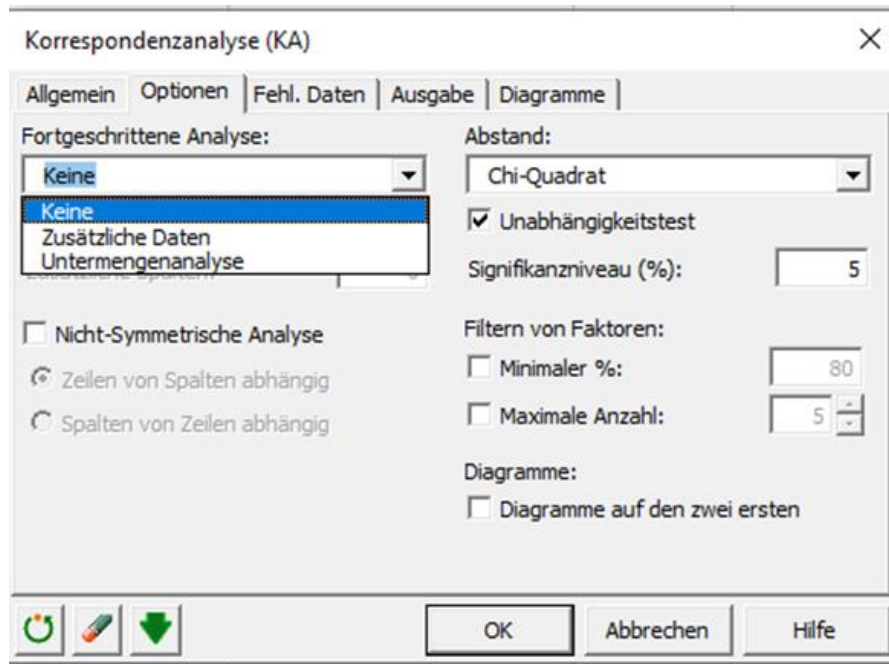 Korrespondenzanalyse (KA)
Allgemein Optionen Fehl. Daten Ausgabe Diagramme
Fortgeschrittene Analyse:
Keine
Keine
Zusätzliche Daten
Untermengenanalyse
Nicht-Symmetrische Analyse
Zeilen von Spalten abhängig
Spalten von Zeilen abhängig
Abstand:
Chi-Quadrat
Unabhängigkeitstest
Signifikanzniveau (%): 5
Filtern von Faktoren:
Minimaler %: 80
Maximale Anzahl: 5
Diagramme:
Diagramme auf den zwei ersten
OK Abbrechen Hilfe